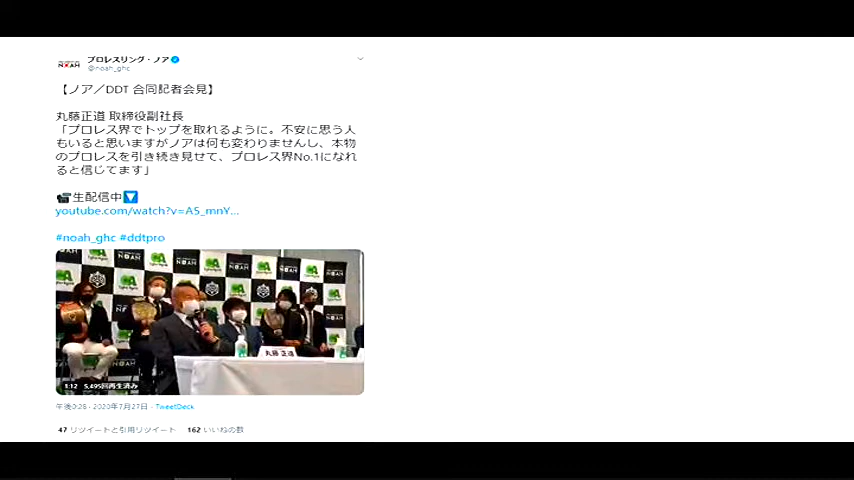 プロレスリング・ノア
@noah_ghc
【ノア／DDT 合同記者会見】
丸藤正道 取締役副社長
「プロレス界でトップを取れるように。不安に思う人
もいると思いますがノアは何も変わりませんし、本物
のプロレスを引き続き見せて、プロレス界No.1になれ
ると信じてます」
生配信中
youtube.com/watch?v=A5_mnY...
#noah_ghc #ddtpro
NOAH
丸藤 正道
1:12 5,495回再生済み
午後0:28 · 2020年7月27日 · TweetDeck
47 リツイートと引用リツイート 162 いいねの数